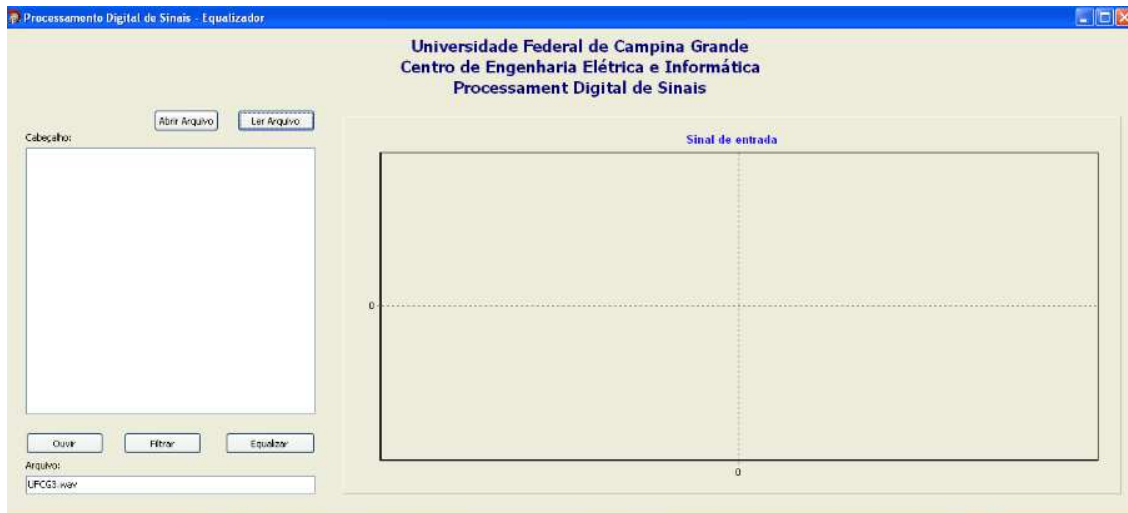 Processamento Digital de Sinais - Equalizador
Universidade Federal de Campina Grande
Centro de Engenharia Elétrica e Informática
Processament Digital de Sinais
Abrir Arquivo
Ler Arquivo
Cabeçalho:
Sinal de entrada
0
0
Ouvir
Filtrar
Equalizar
Arquivo:
UFCG3.wav